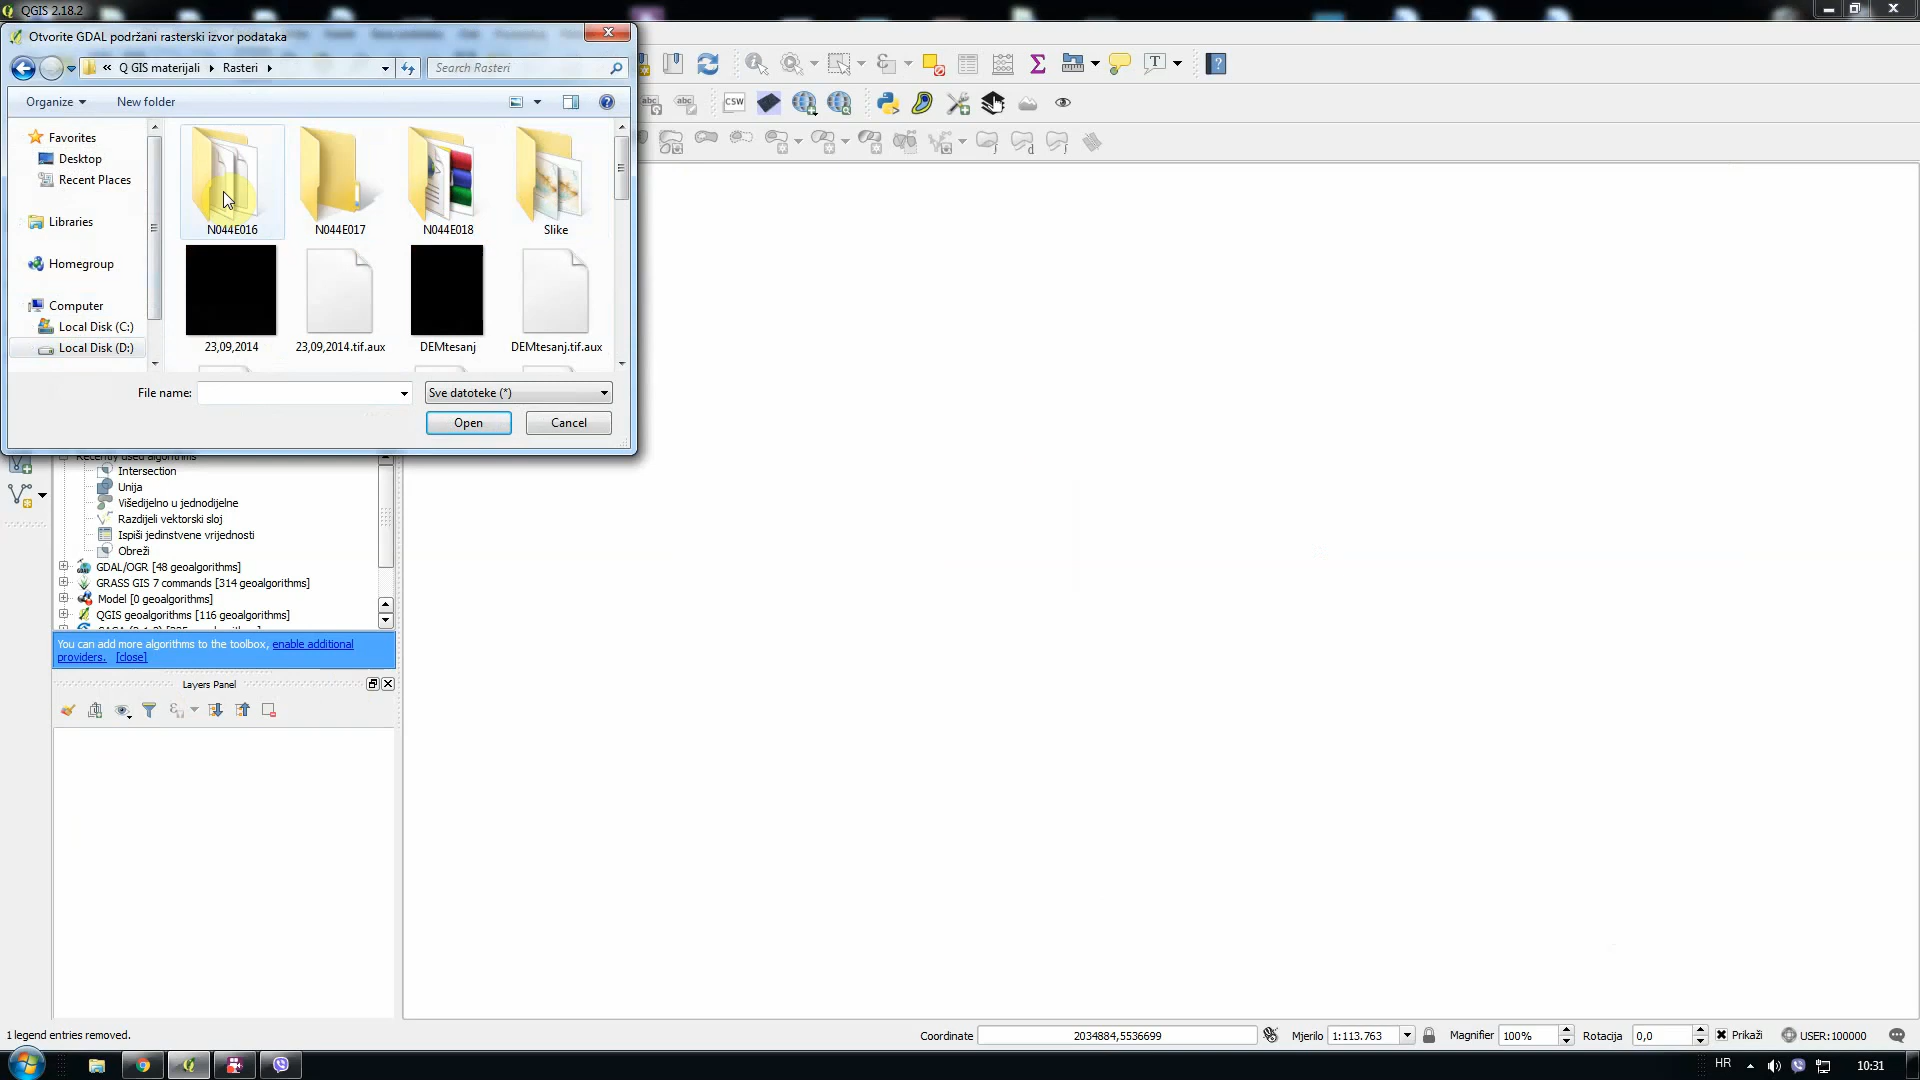 QGIS 2.18.2
Otvorite GDAL podržani rasterski izvor podataka
« Q GIS materijali ▸ Rasteri ▸
Search Rasteri
Organize
New folder
Favorites
Desktop
Recent Places
Libraries
Homegroup
Computer
Local Disk (C:)
Local Disk (D:)
N044E016
N044E017
N044E018
Slike
23,09,2014
23,09,2014.tif.aux
DEMtesanj
DEMtesanj.tif.aux
File name:
Sve datoteke (*)
Open
Cancel
CSW
abc
abc
T
Recently used algorithms
Intersection
Unija
Višedijelno u jednodijelne
Razdijeli vektorski sloj
Ispiši jedinstvene vrijednosti
Obreži
GDAL/OGR [48 geoalgorithms]
GRASS GIS 7 commands [314 geoalgorithms]
Model [0 geoalgorithms]
QGIS geoalgorithms [116 geoalgorithms]
You can add more algorithms to the toolbox, enable additional
providers. [close]
Layers Panel
1 legend entries removed.
Coordinate
2034884,5536699
Mjerilo
1:113.763
Magnifier
100%
Rotacija
0,0
Prikaži
USER:100000
HR
10:31